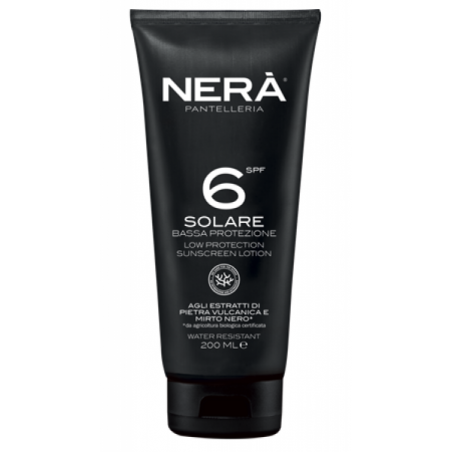 NERÀ®
PANTELLERIA
6 SPF
SOLARE
BASSA PROTEZIONE
LOW PROTECTION
SUNSCREEN LOTION
AGLI ESTRATTI DI
PIETRA VULCANICA E
MIRTO NERO*
*da agricoltura biologica certificata
WATER RESISTANT
200 ML ℮